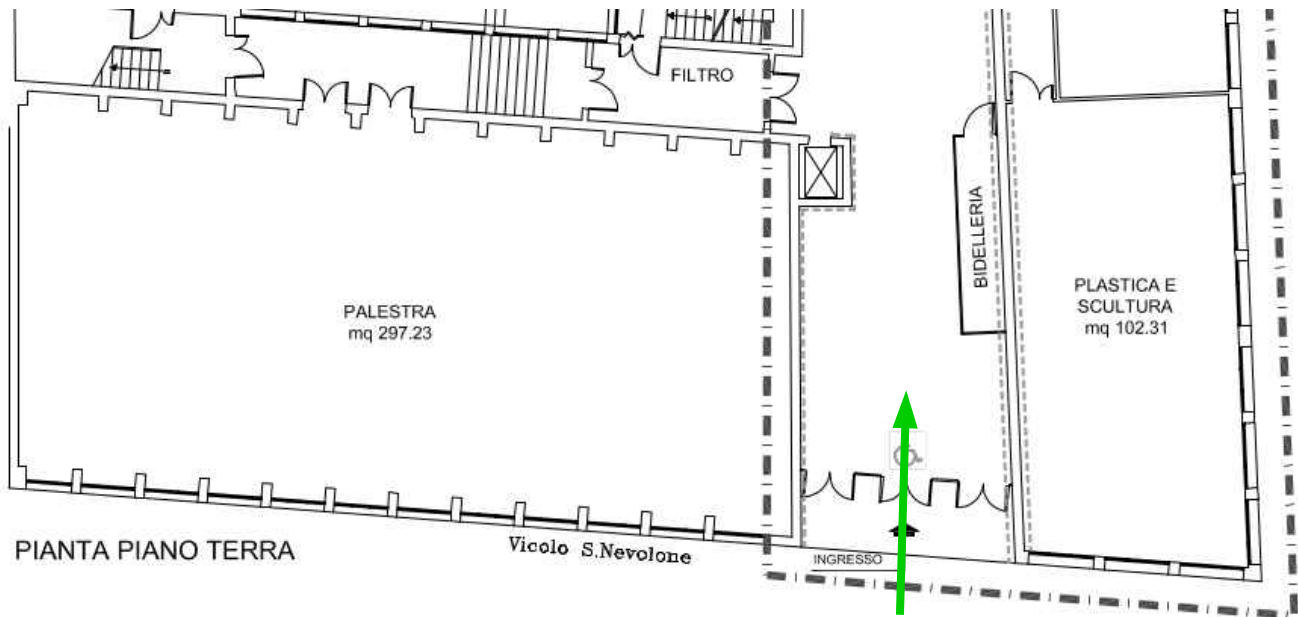 FILTRO
BIDELLERIA
PALESTRA
mq 297.23
PLASTICA E
SCULTURA
mq 102.31
PIANTA PIANO TERRA
Vicolo S.Nevolone
INGRESSO